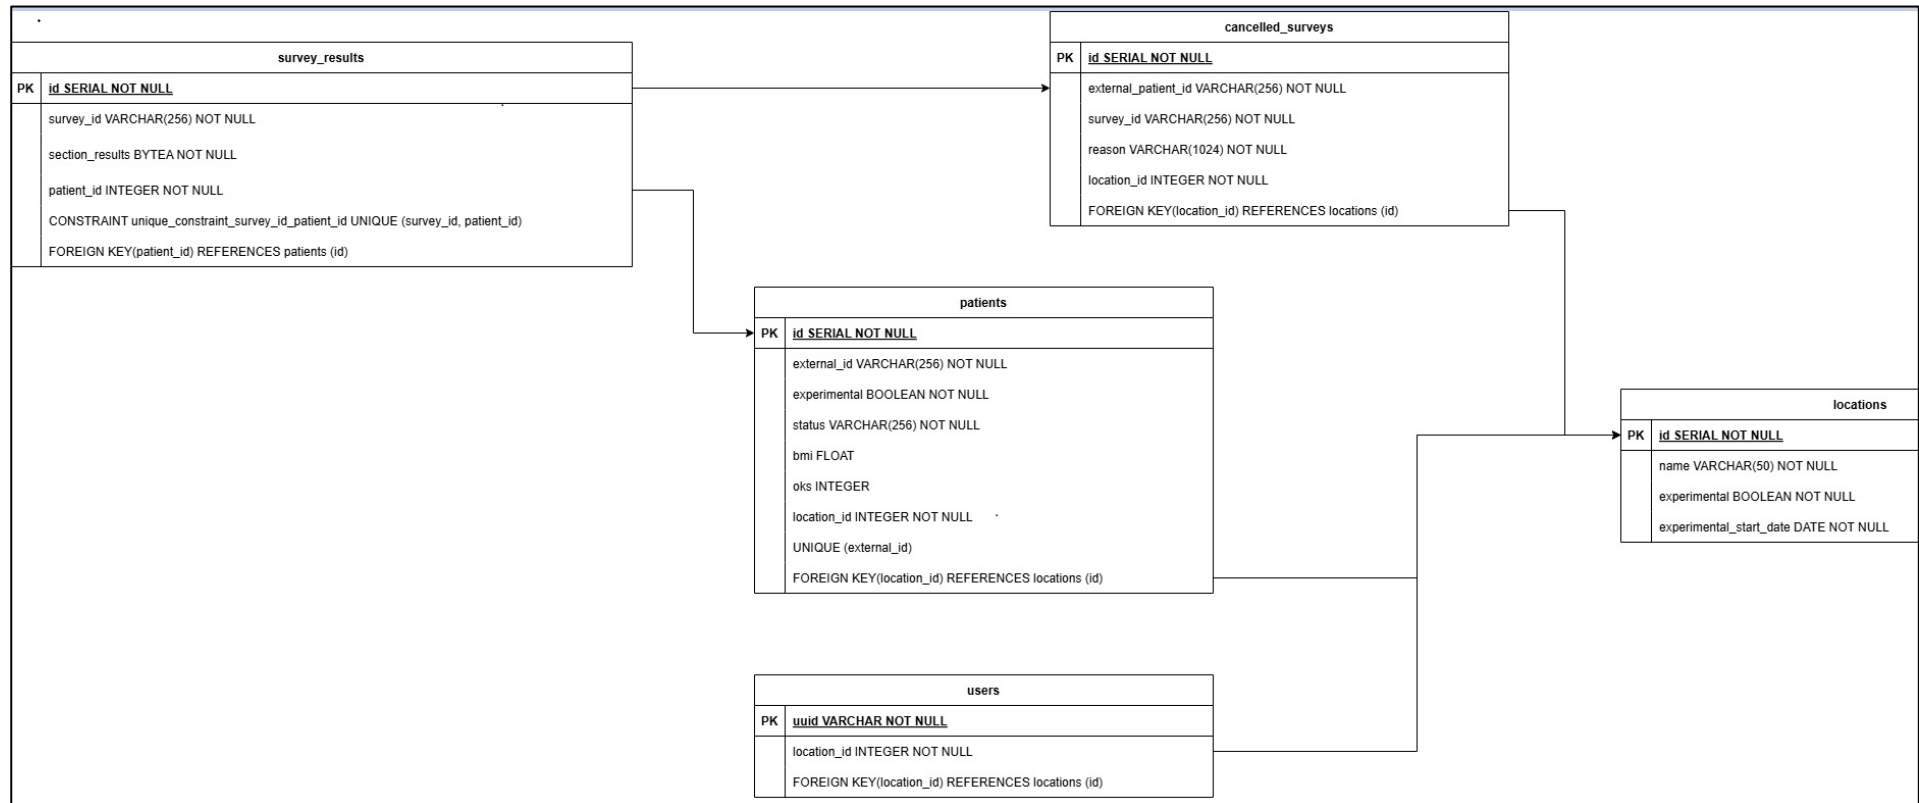 survey_results
PK id SERIAL NOT NULL
survey_id VARCHAR(256) NOT NULL
section_results BYTEA NOT NULL
patient_id INTEGER NOT NULL
CONSTRAINT unique_constraint_survey_id_patient_id UNIQUE (survey_id, patient_id)
FOREIGN KEY(patient_id) REFERENCES patients (id)
cancelled_surveys
PK id SERIAL NOT NULL
external_patient_id VARCHAR(256) NOT NULL
survey_id VARCHAR(256) NOT NULL
reason VARCHAR(1024) NOT NULL
location_id INTEGER NOT NULL
FOREIGN KEY(location_id) REFERENCES locations (id)
patients
PK id SERIAL NOT NULL
external_id VARCHAR(256) NOT NULL
experimental BOOLEAN NOT NULL
status VARCHAR(256) NOT NULL
bmi FLOAT
oks INTEGER
location_id INTEGER NOT NULL
UNIQUE (external_id)
FOREIGN KEY(location_id) REFERENCES locations (id)
locations
PK id SERIAL NOT NULL
name VARCHAR(50) NOT NULL
experimental BOOLEAN NOT NULL
experimental_start_date DATE NOT NULL
users
PK uuid VARCHAR NOT NULL
location_id INTEGER NOT NULL
FOREIGN KEY(location_id) REFERENCES locations (id)